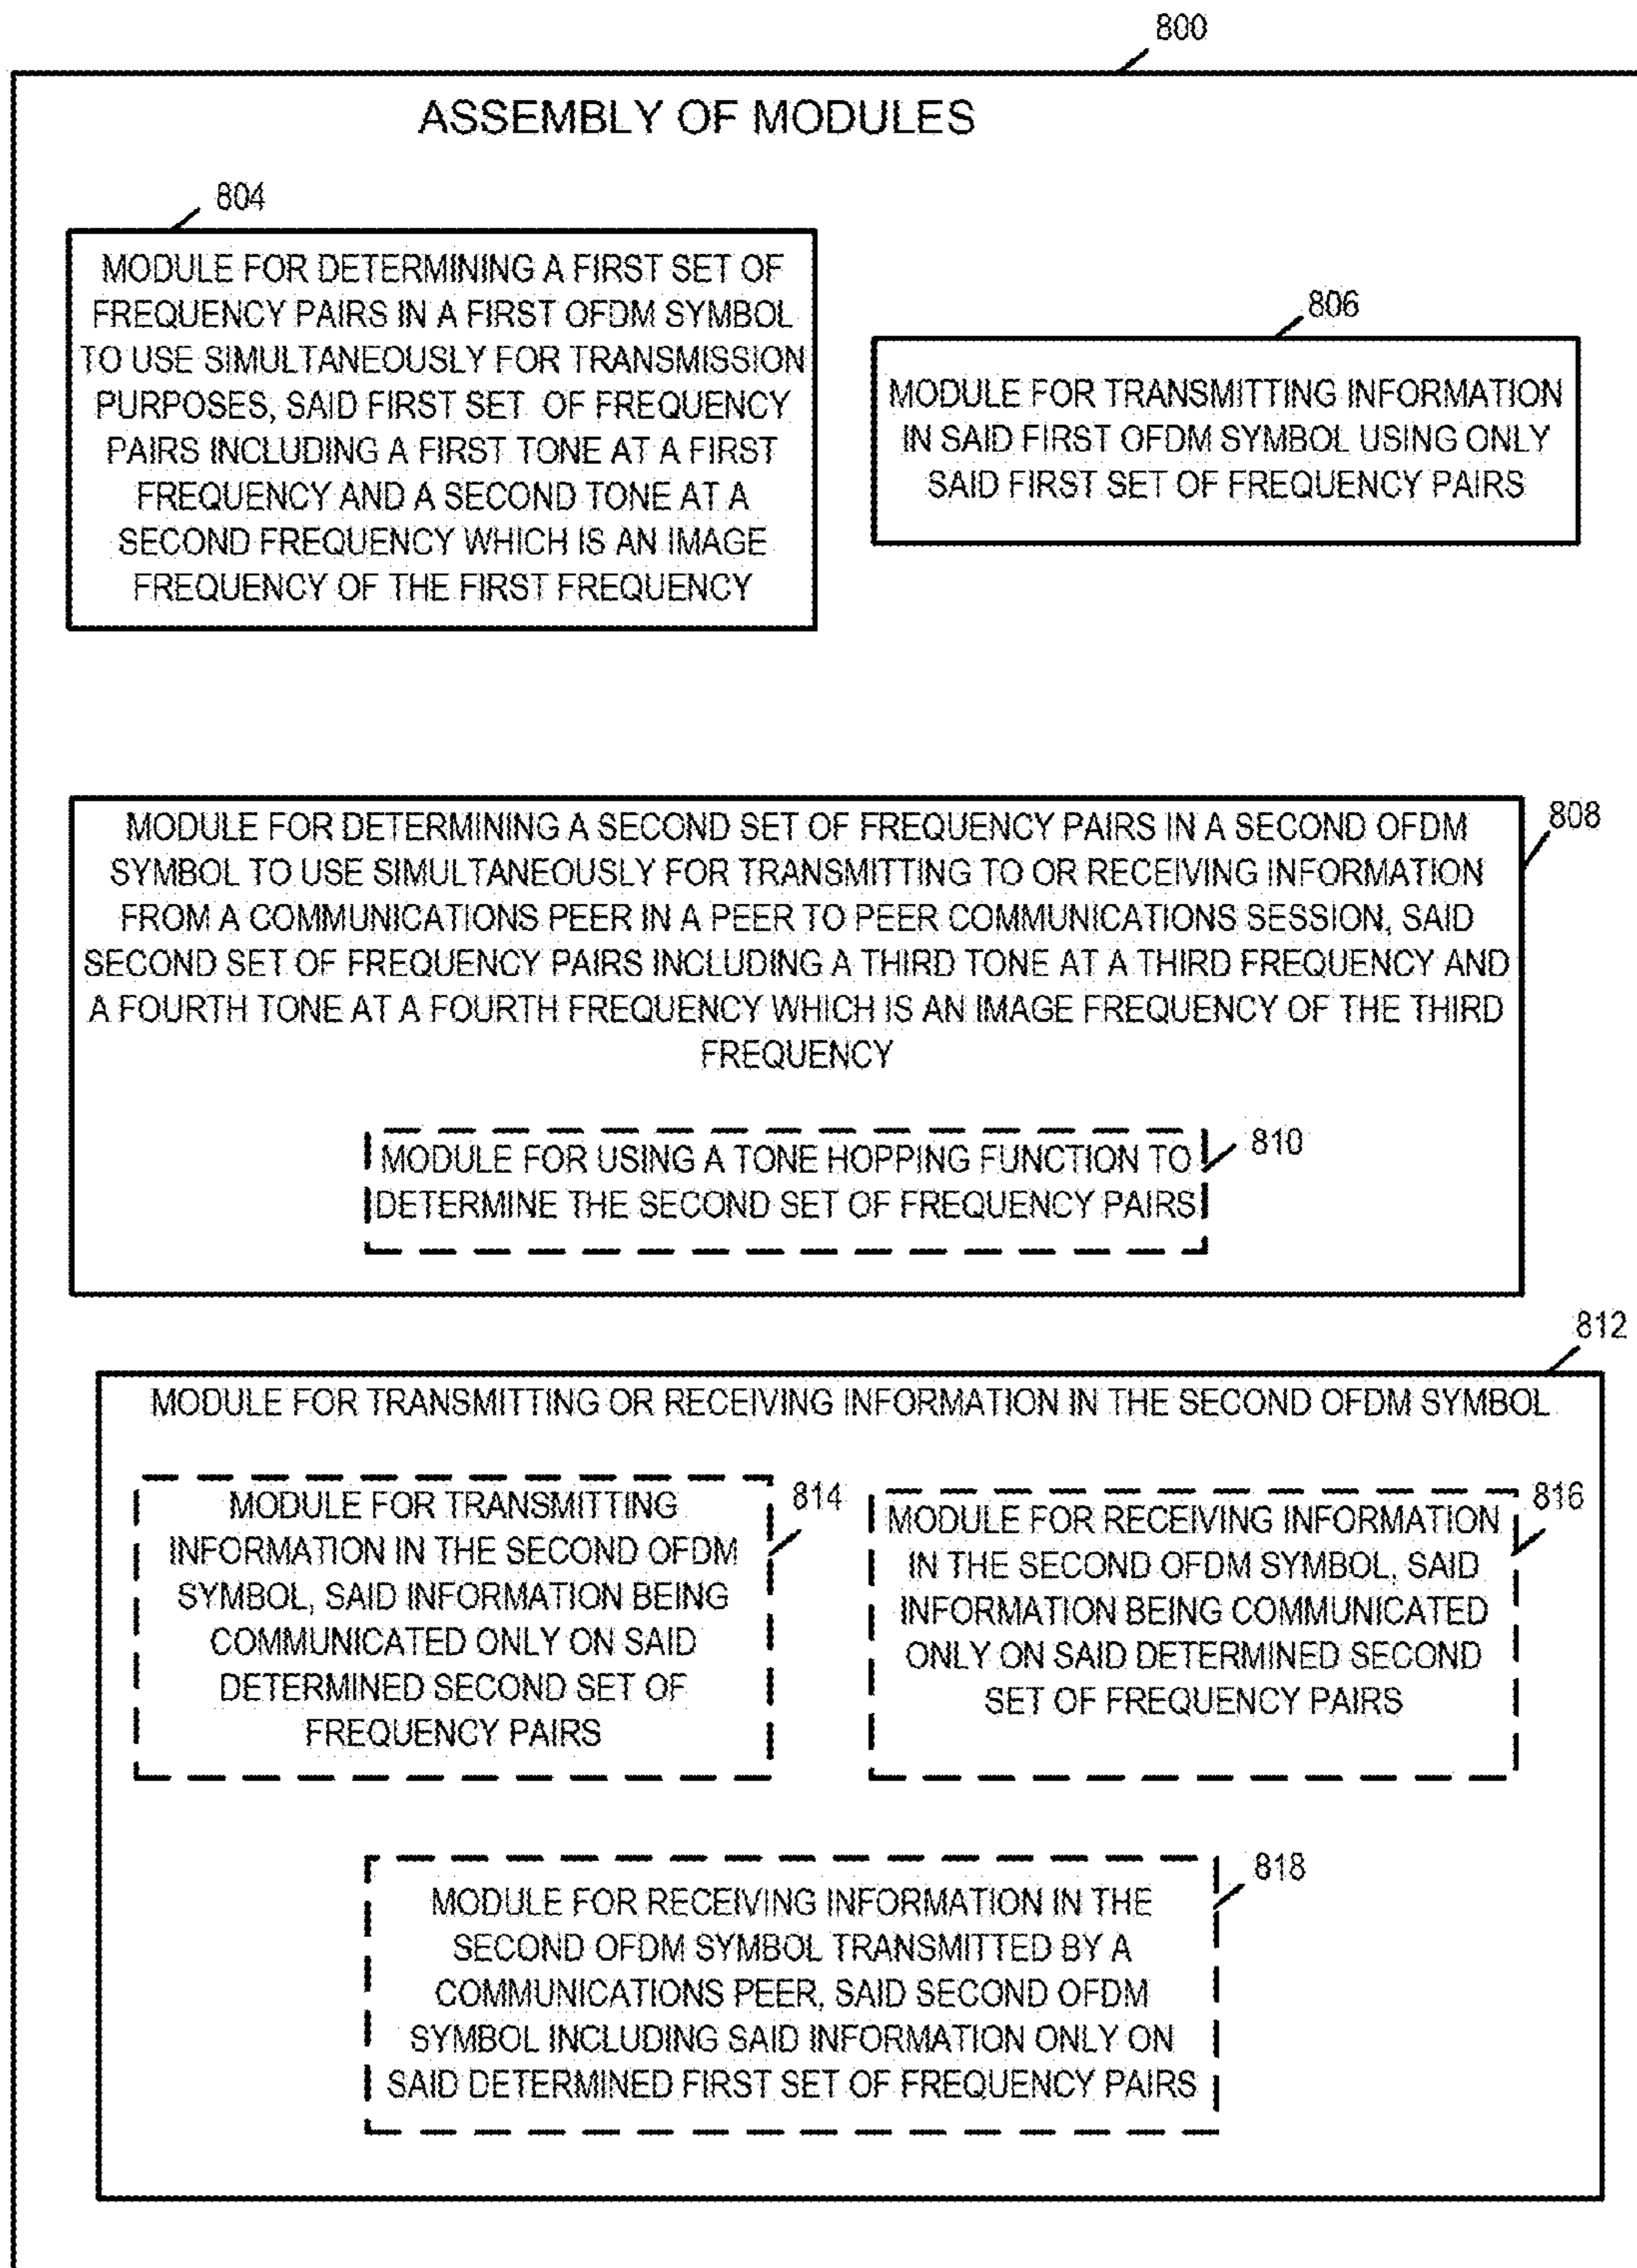 800
ASSEMBLY OF MODULES
804
MODULE FOR DETERMINING A FIRST SET OF
FREQUENCY PAIRS IN A FIRST OFDM SYMBOL
TO USE SIMULTANEOUSLY FOR TRANSMISSION
PURPOSES, SAID FIRST SET OF FREQUENCY
PAIRS INCLUDING A FIRST TONE AT A FIRST
FREQUENCY AND A SECOND TONE AT A
SECOND FREQUENCY WHICH IS AN IMAGE
FREQUENCY OF THE FIRST FREQUENCY
806
MODULE FOR TRANSMITTING INFORMATION
IN SAID FIRST OFDM SYMBOL USING ONLY
SAID FIRST SET OF FREQUENCY PAIRS
808
MODULE FOR DETERMINING A SECOND SET OF FREQUENCY PAIRS IN A SECOND OFDM
SYMBOL TO USE SIMULTANEOUSLY FOR TRANSMITTING TO OR RECEIVING INFORMATION
FROM A COMMUNICATIONS PEER IN A PEER TO PEER COMMUNICATIONS SESSION, SAID
SECOND SET OF FREQUENCY PAIRS INCLUDING A THIRD TONE AT A THIRD FREQUENCY AND
A FOURTH TONE AT A FOURTH FREQUENCY WHICH IS AN IMAGE FREQUENCY OF THE THIRD
FREQUENCY
810
MODULE FOR USING A TONE HOPPING FUNCTION TO
DETERMINE THE SECOND SET OF FREQUENCY PAIRS
812
MODULE FOR TRANSMITTING OR RECEIVING INFORMATION IN THE SECOND OFDM SYMBOL
814
MODULE FOR TRANSMITTING
INFORMATION IN THE SECOND OFDM
SYMBOL, SAID INFORMATION BEING
COMMUNICATED ONLY ON SAID
DETERMINED SECOND SET OF
FREQUENCY PAIRS
816
MODULE FOR RECEIVING INFORMATION
IN THE SECOND OFDM SYMBOL, SAID
INFORMATION BEING COMMUNICATED
ONLY ON SAID DETERMINED SECOND
SET OF FREQUENCY PAIRS
818
MODULE FOR RECEIVING INFORMATION IN THE
SECOND OFDM SYMBOL TRANSMITTED BY A
COMMUNICATIONS PEER, SAID SECOND OFDM
SYMBOL INCLUDING SAID INFORMATION ONLY ON
SAID DETERMINED FIRST SET OF FREQUENCY PAIRS